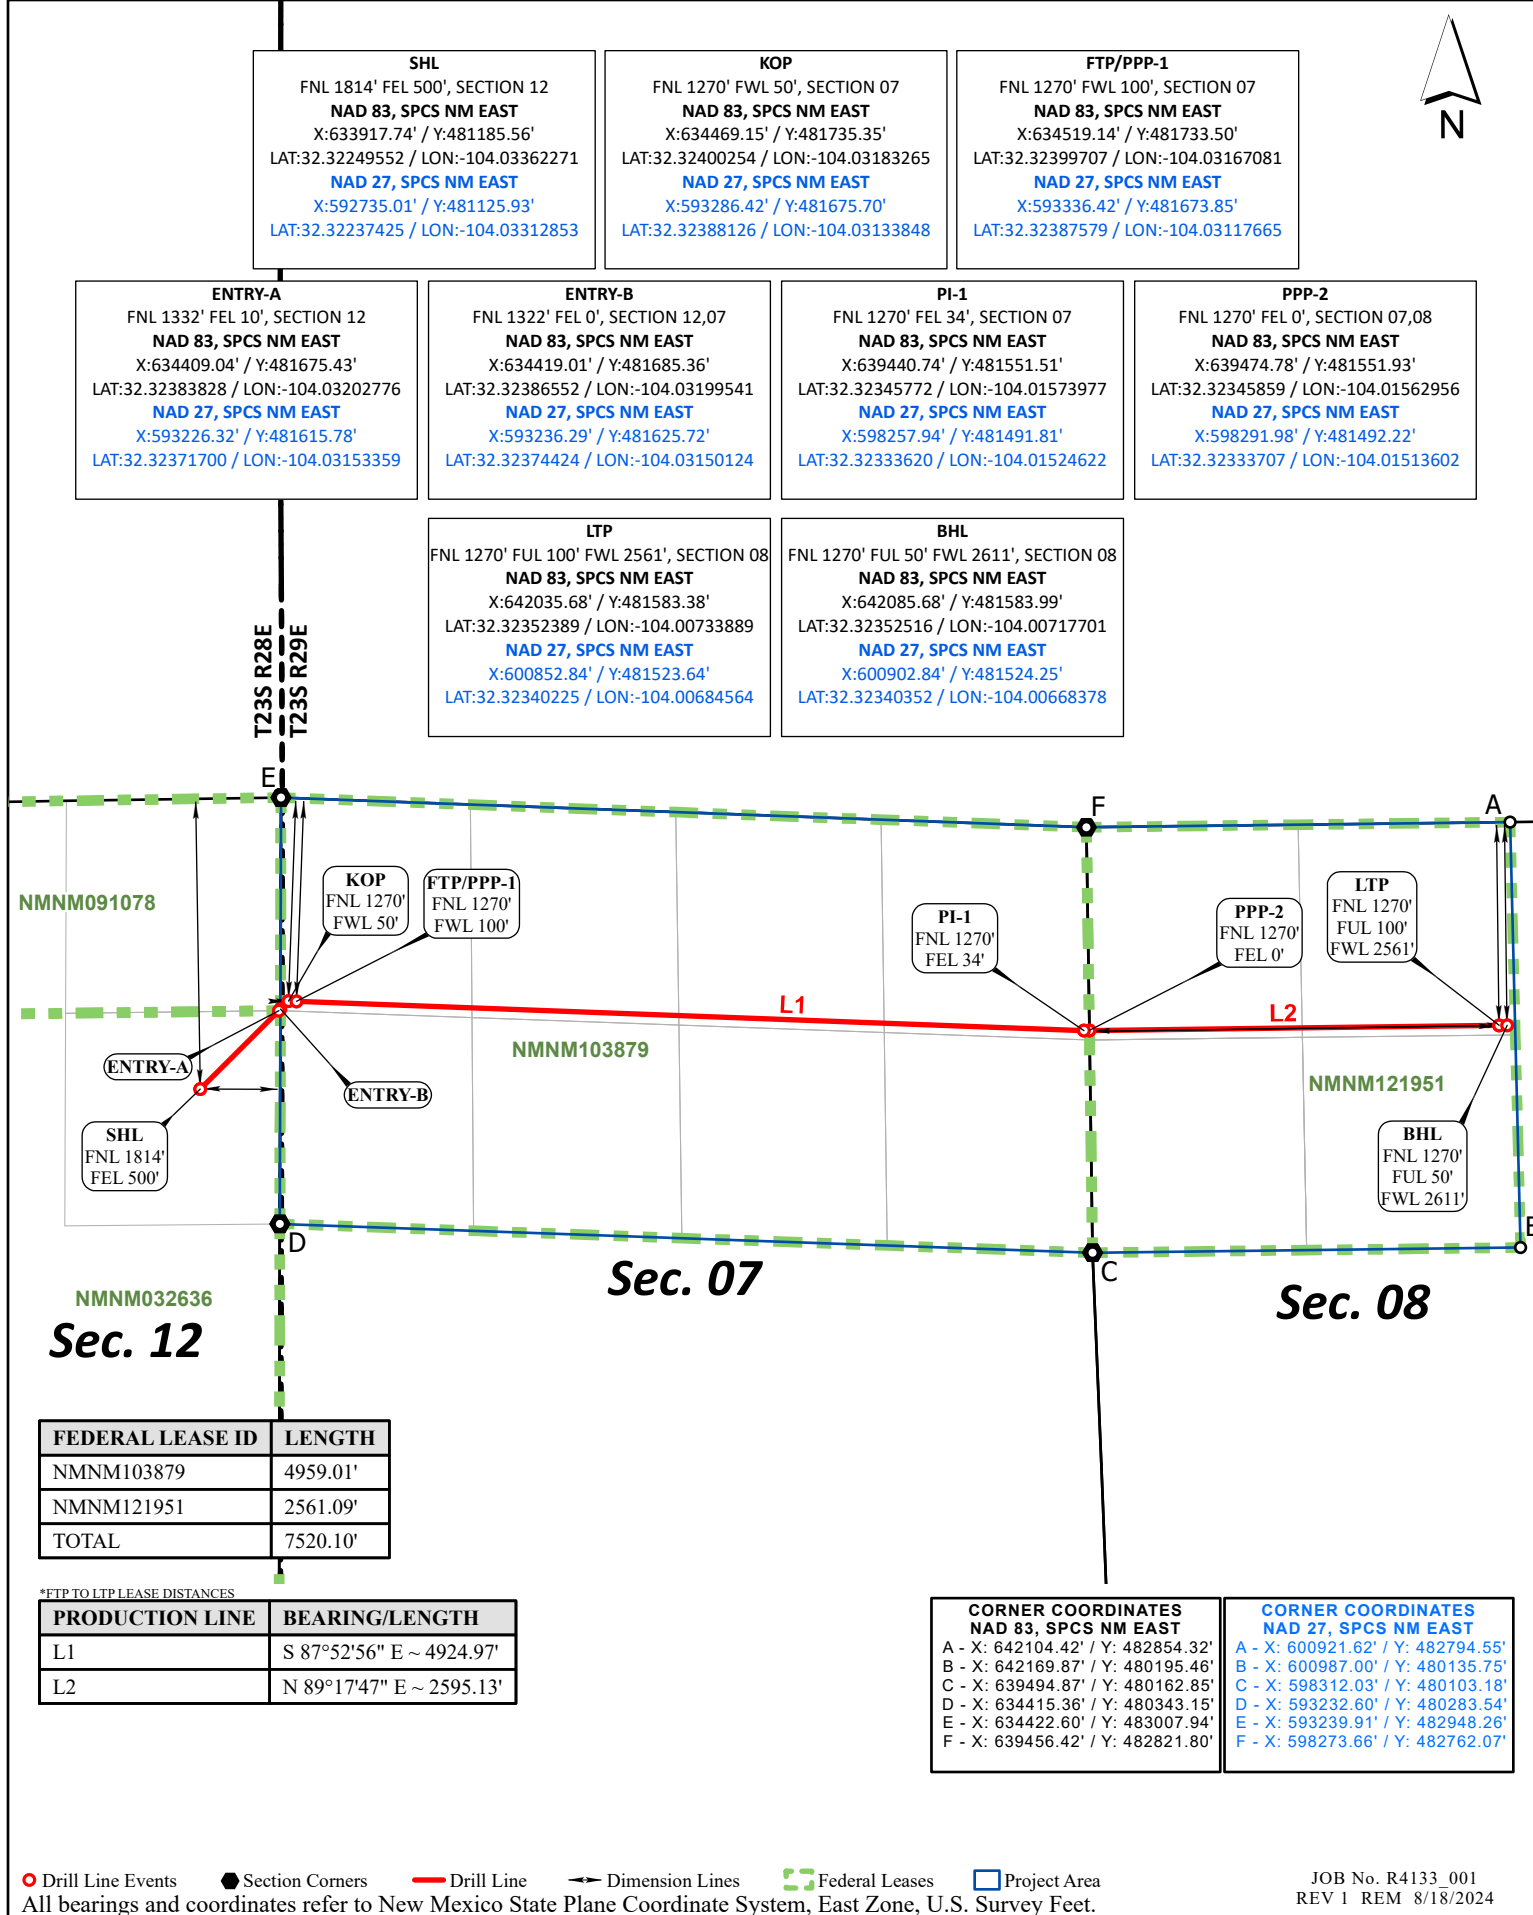 SHL
FNL 1814' FEL 500', SECTION 12
NAD 83, SPCS NM EAST
X:633917.74' / Y:481185.56'
LAT:32.32249552 / LON:-104.03362271
NAD 27, SPCS NM EAST
X:592735.01' / Y:481125.93'
LAT:32.32237425 / LON:-104.03312853
KOP
FNL 1270' FWL 50', SECTION 07
NAD 83, SPCS NM EAST
X:634469.15' / Y:481735.35'
LAT:32.32400254 / LON:-104.03183265
NAD 27, SPCS NM EAST
X:593286.42' / Y:481675.70'
LAT:32.32388126 / LON:-104.03133848
FTP/PPP-1
FNL 1270' FWL 100', SECTION 07
NAD 83, SPCS NM EAST
X:634519.14' / Y:481733.50'
LAT:32.32399707 / LON:-104.03167081
NAD 27, SPCS NM EAST
X:593336.42' / Y:481673.85'
LAT:32.32387579 / LON:-104.03117665
N
ENTRY-A
FNL 1332' FEL 10', SECTION 12
NAD 83, SPCS NM EAST
X:634409.04' / Y:481675.43'
LAT:32.32383828 / LON:-104.03202776
NAD 27, SPCS NM EAST
X:593226.32' / Y:481615.78'
LAT:32.32371700 / LON:-104.03153359
ENTRY-B
FNL 1322' FEL 0', SECTION 12,07
NAD 83, SPCS NM EAST
X:634419.01' / Y:481685.36'
LAT:32.32386552 / LON:-104.03199541
NAD 27, SPCS NM EAST
X:593236.29' / Y:481625.72'
LAT:32.32374424 / LON:-104.03150124
PI-1
FNL 1270' FEL 34', SECTION 07
NAD 83, SPCS NM EAST
X:639440.74' / Y:481551.51'
LAT:32.32345772 / LON:-104.01573977
NAD 27, SPCS NM EAST
X:598257.94' / Y:481491.81'
LAT:32.32333620 / LON:-104.01524622
PPP-2
FNL 1270' FEL 0', SECTION 07,08
NAD 83, SPCS NM EAST
X:639474.78' / Y:481551.93'
LAT:32.32345859 / LON:-104.01562956
NAD 27, SPCS NM EAST
X:598291.98' / Y:481492.22'
LAT:32.32333707 / LON:-104.01513602
LTP
FNL 1270' FUL 100' FWL 2561', SECTION 08
NAD 83, SPCS NM EAST
X:642035.68' / Y:481583.38'
LAT:32.32352389 / LON:-104.00733889
NAD 27, SPCS NM EAST
X:600852.84' / Y:481523.64'
LAT:32.32340225 / LON:-104.00684564
BHL
FNL 1270' FUL 50' FWL 2611', SECTION 08
NAD 83, SPCS NM EAST
X:642085.68' / Y:481583.99'
LAT:32.32352516 / LON:-104.00717701
NAD 27, SPCS NM EAST
X:600902.84' / Y:481524.25'
LAT:32.32340352 / LON:-104.00668378
T23S R28E
T23S R29E
E
F
A
NMNM091078
KOP
FNL 1270'
FWL 50'
FTP/PPP-1
FNL 1270'
FWL 100'
PI-1
FNL 1270'
FEL 34'
PPP-2
FNL 1270'
FEL 0'
LTP
FNL 1270'
FUL 100'
FWL 2561'
L1
L2
NMNM103879
NMNM121951
ENTRY-A
ENTRY-B
SHL
FNL 1814'
FEL 500'
BHL
FNL 1270'
FUL 50'
FWL 2611'
D
C
B
Sec. 07
Sec. 08
NMNM032636
Sec. 12
FEDERAL LEASE ID LENGTH
NMNM103879 4959.01'
NMNM121951 2561.09'
TOTAL 7520.10'
*FTP TO LTP LEASE DISTANCES
PRODUCTION LINE BEARING/LENGTH
L1 S 87°52'56" E ~ 4924.97'
L2 N 89°17'47" E ~ 2595.13'
CORNER COORDINATES
NAD 83, SPCS NM EAST
A - X: 642104.42' / Y: 482854.32'
B - X: 642169.87' / Y: 480195.46'
C - X: 639494.87' / Y: 480162.85'
D - X: 634415.36' / Y: 480343.15'
E - X: 634422.60' / Y: 483007.94'
F - X: 639456.42' / Y: 482821.80'
CORNER COORDINATES
NAD 27, SPCS NM EAST
A - X: 600921.62' / Y: 482794.55'
B - X: 600987.00' / Y: 480135.75'
C - X: 598312.03' / Y: 480103.18'
D - X: 593232.60' / Y: 480283.54'
E - X: 593239.91' / Y: 482948.26'
F - X: 598273.66' / Y: 482762.07'
Drill Line Events Section Corners Drill Line Dimension Lines Federal Leases Project Area
All bearings and coordinates refer to New Mexico State Plane Coordinate System, East Zone, U.S. Survey Feet.
JOB No. R4133_001
REV 1 REM 8/18/2024